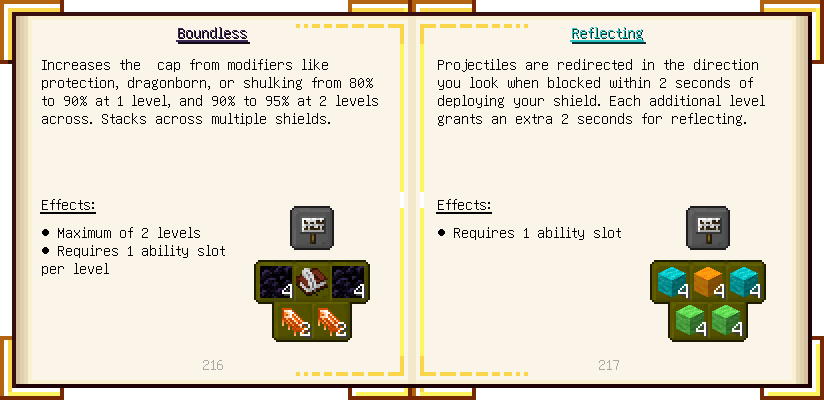 Boundless
Increases the  cap from modifiers like
protection, dragonborn, or shulking from 80%
to 90% at 1 level, and 90% to 95% at 2 levels
across. Stacks across multiple shields.
Effects:
● Maximum of 2 levels
● Requires 1 ability slot
per level
4
4
2
2
216
Reflecting
Projectiles are redirected in the direction
you look when blocked within 2 seconds of
deploying your shield. Each additional level
grants an extra 2 seconds for reflecting.
Effects:
● Requires 1 ability slot
4
4
4
4
4
217